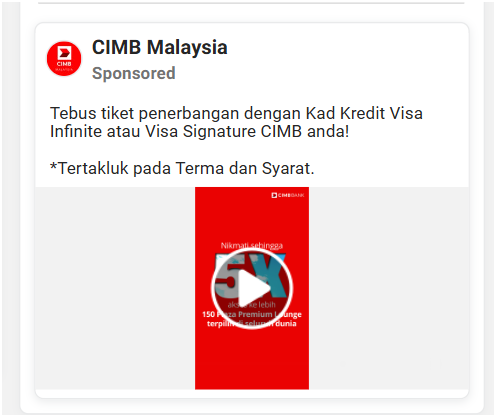 CIMB
CIMB Malaysia
Sponsored
Tebus tiket penerbangan dengan Kad Kredit Visa
Infinite atau Visa Signature CIMB anda!
*Tertakluk pada Terma dan Syarat.
CIMB BANK
Nikmati sehingga
5X
ke lebih
150 Plaza Premium Lounge
terpilih di seluruh dunia